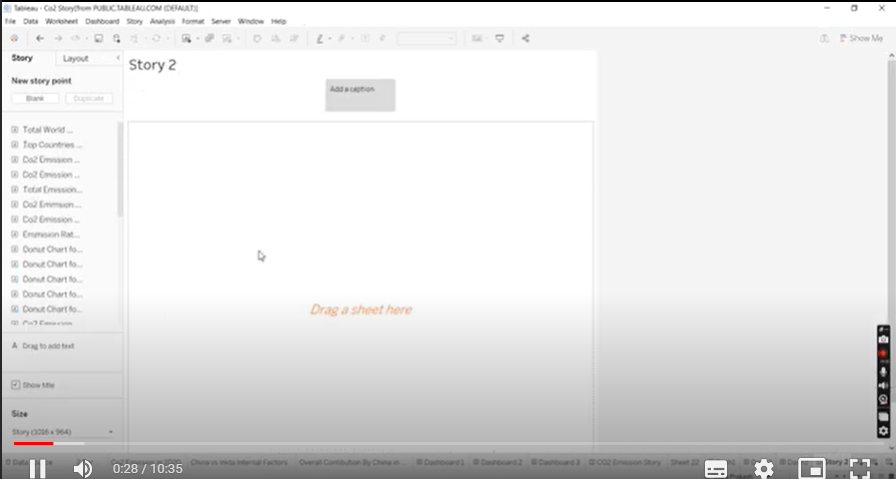 Tableau - Co2 Story[from PUBLIC.TABLEAU.COM (DEFAULT)]
File Data Worksheet Dashboard Story Analysis Format Server Window Help
Show Me
Story Layout
Story 2
New story point
Blank Duplicate
Add a caption
Total World ...
Top Countries ...
Co2 Emission ...
Co2 Emission ...
Total Emission...
Co2 Emmsion ...
Co2 Emission ...
Emmision Rat...
Donut Chart fo...
Donut Chart fo...
Donut Chart fo...
Donut Chart fo...
Donut Chart fo...
Co2 Emission
Drag a sheet here
A Drag to add text
Show title
Size
Story (1016 x 964)
China vs India Internal Factors Overall Contibution By China in ... Dashboard 1 Dashboard 2 Dashboard 3 CO2 Emission Story Sheet 22 Story 2
0:28 / 10:35